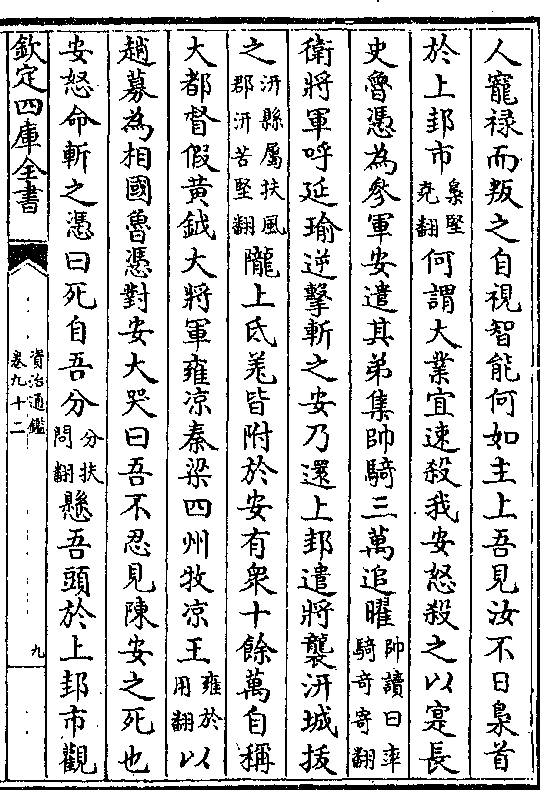 人寵禄而叛之自視智能何如主上吾見汝不日梟首
於上邽市梟堅堯翻何謂大業宜速殺我安怒殺之以寔長
史魯憑為參軍安遣其弟集帥騎三萬追曜帥讀曰率騎奇寄翻
衛將軍呼延瑜逆擊斬之安乃還上邽遣將襲汧城拔
之汧縣屬扶風郡汧苦堅翻隴上氐羌皆附於安有衆十餘萬自稱
大都督假黃鉞大將軍雍凉秦梁四州牧凉王雍於用翻以
趙募為相國魯憑對安大哭曰吾不忍見陳安之死也
安怒命斬之憑曰死自吾分分扶問翻懸吾頭於上邽市觀
欽定四庫全書
資治通鑑
卷九十二
九